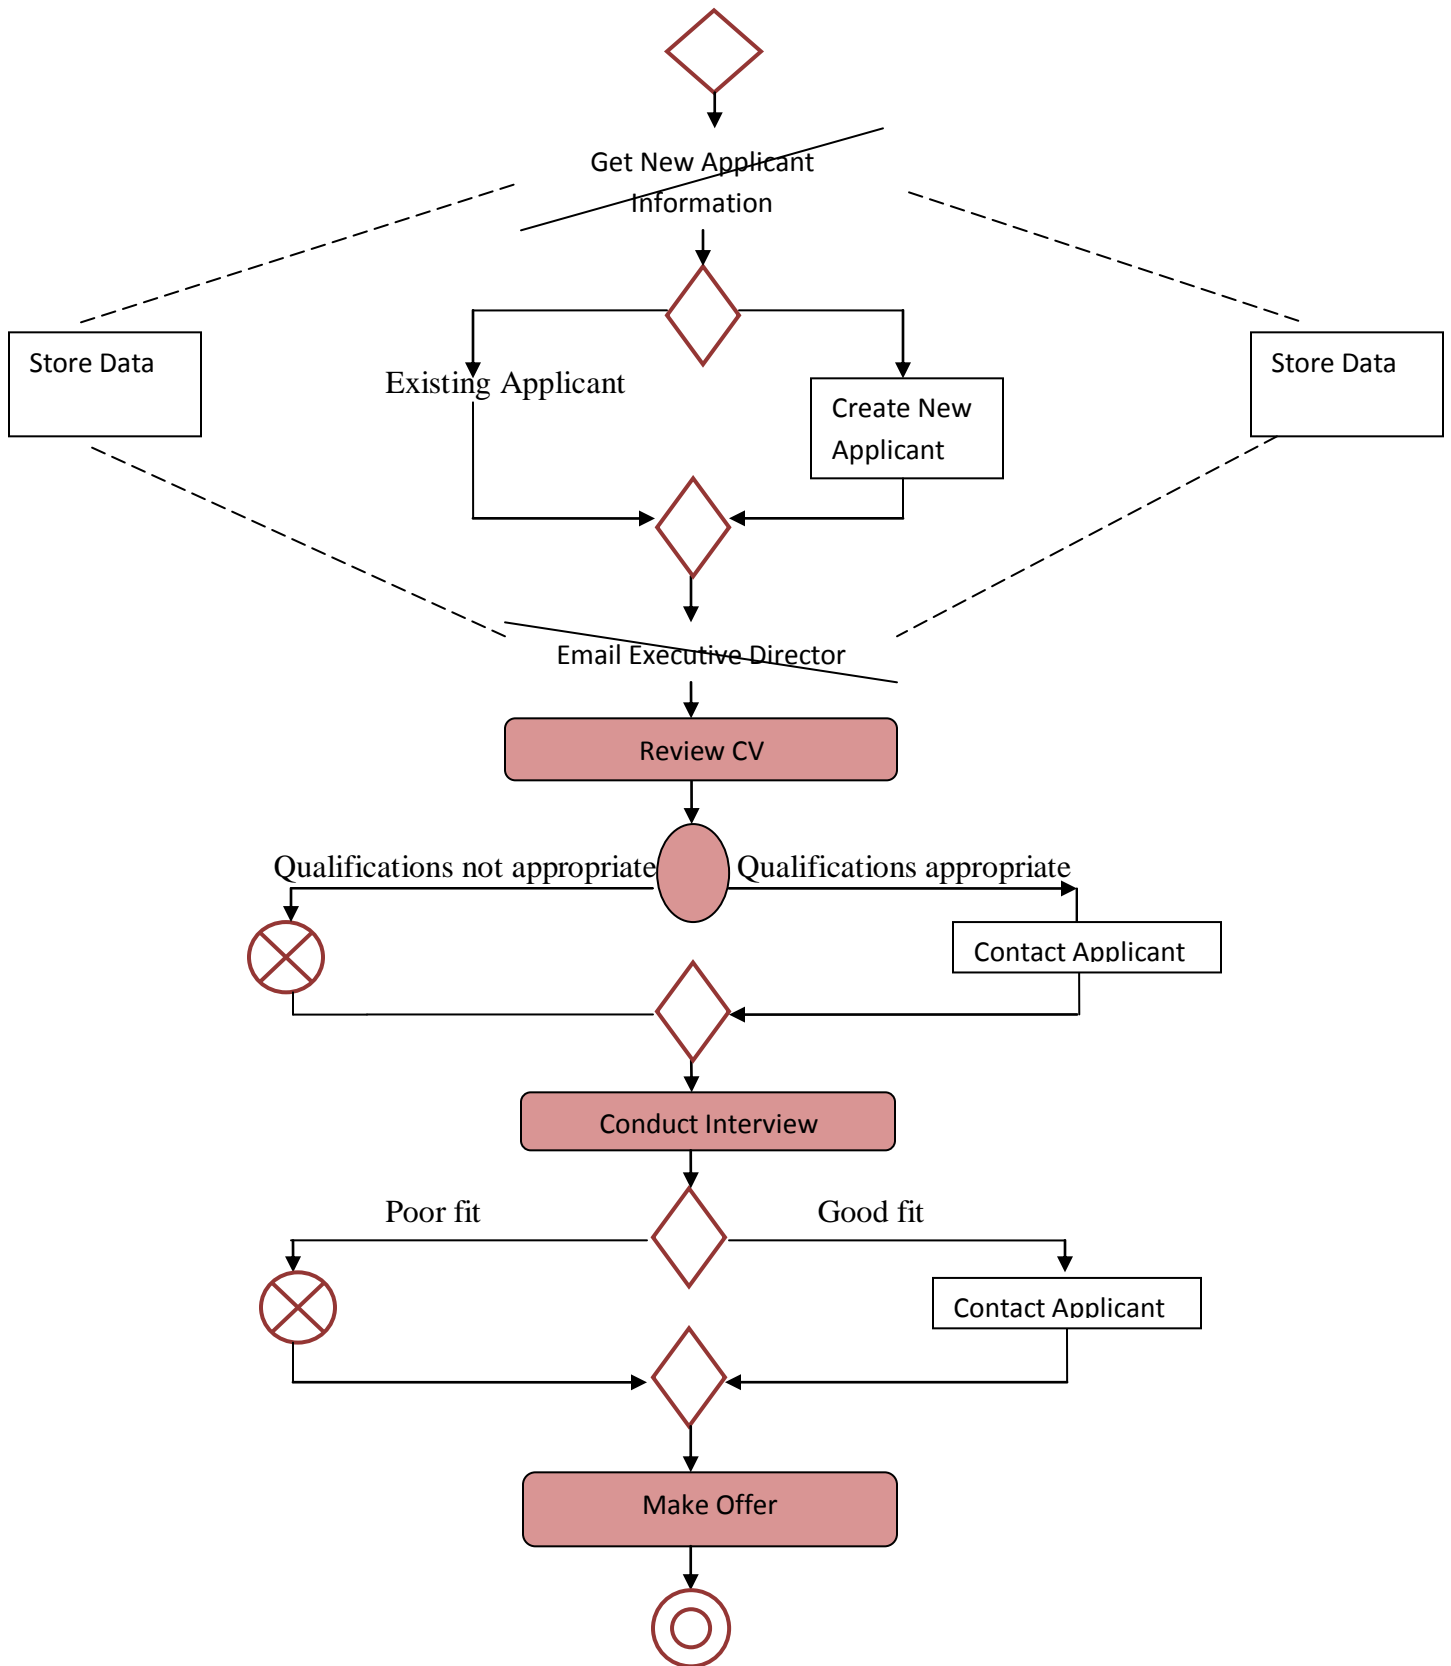 Get New Applicant
Information
Store Data
Store Data
Existing Applicant
Create New
Applicant
Email Executive Director
Review CV
Qualifications not appropriate
Qualifications appropriate
Contact Applicant
Conduct Interview
Poor fit
Good fit
Contact Applicant
Make Offer